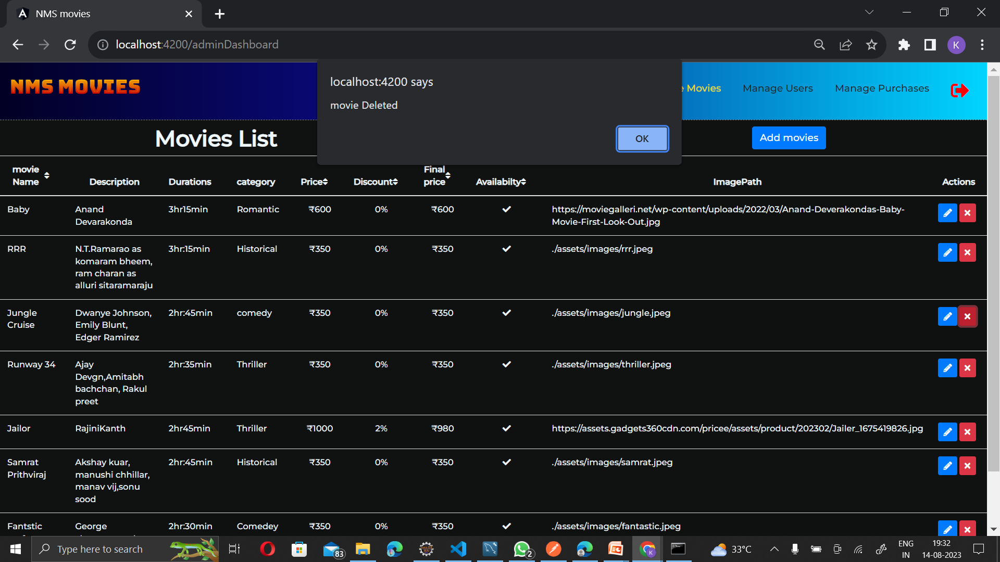 NMS movies
localhost:4200/adminDashboard
K
NMS MOVIES
localhost:4200 says
movie Deleted
OK
Movies
Manage Users
Manage Purchases
Movies List
Add movies
movie Name
Description
Durations
category
Price
Discount
Final price
Availabilty
ImagePath
Actions
Baby
Anand
Devarakonda
3hr15min
Romantic
₹600
0%
₹600
https://moviegalleri.net/wp-content/uploads/2022/03/Anand-Deverakondas-Baby-
Movie-First-Look-Out.jpg
RRR
N.T.Ramarao as
komaram bheem,
ram charan as
alluri sitaramaraju
3hr:15min
Historical
₹350
0%
₹350
./assets/images/rrr.jpeg
Jungle
Cruise
Dwanye Johnson,
Emily Blunt,
Edger Ramirez
2hr:45min
comedy
₹350
0%
₹350
./assets/images/jungle.jpeg
Runway 34
Ajay
Devgn,Amitabh
bachchan, Rakul
preet
2hr:35min
Thriller
₹350
0%
₹350
./assets/images/thriller.jpeg
Jailor
RajiniKanth
2hr45min
Thriller
₹1000
2%
₹980
https://assets.gadgets360cdn.com/pricee/assets/product/202302/Jailer_1675419826.jpg
Samrat
Prithviraj
Akshay kuar,
manushi chhillar,
manav vij,sonu
sood
2hr:45min
Historical
₹350
0%
₹350
./assets/images/samrat.jpeg
Fantstic
George
2hr:30min
Comedey
₹350
0%
₹350
./assets/images/fantastic.jpeg
Type here to search
83
2
K
33°C
ENG
IN
19:32
14-08-2023